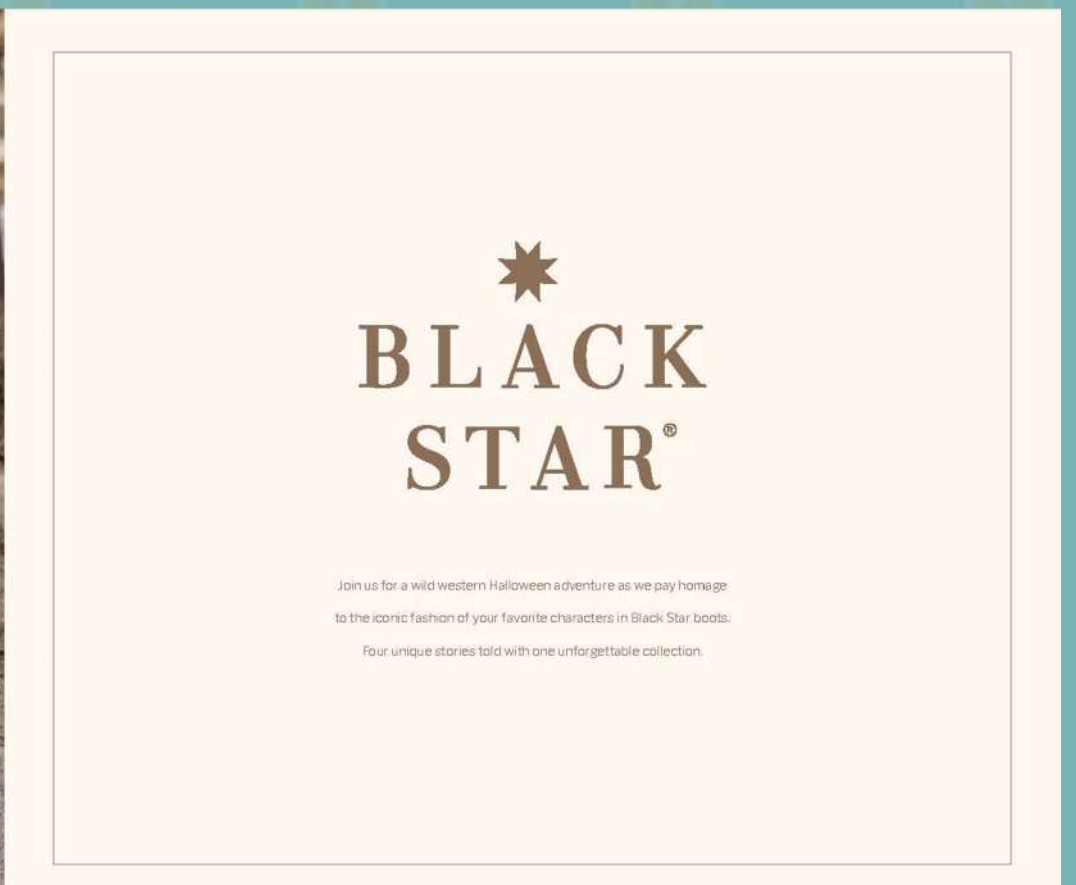 BLACK
STAR®
Join us for a wild western Halloween adventure as we pay homage
to the iconic fashion of your favorite characters in Black Star boots.
Four unique stories told with one unforgettable collection.